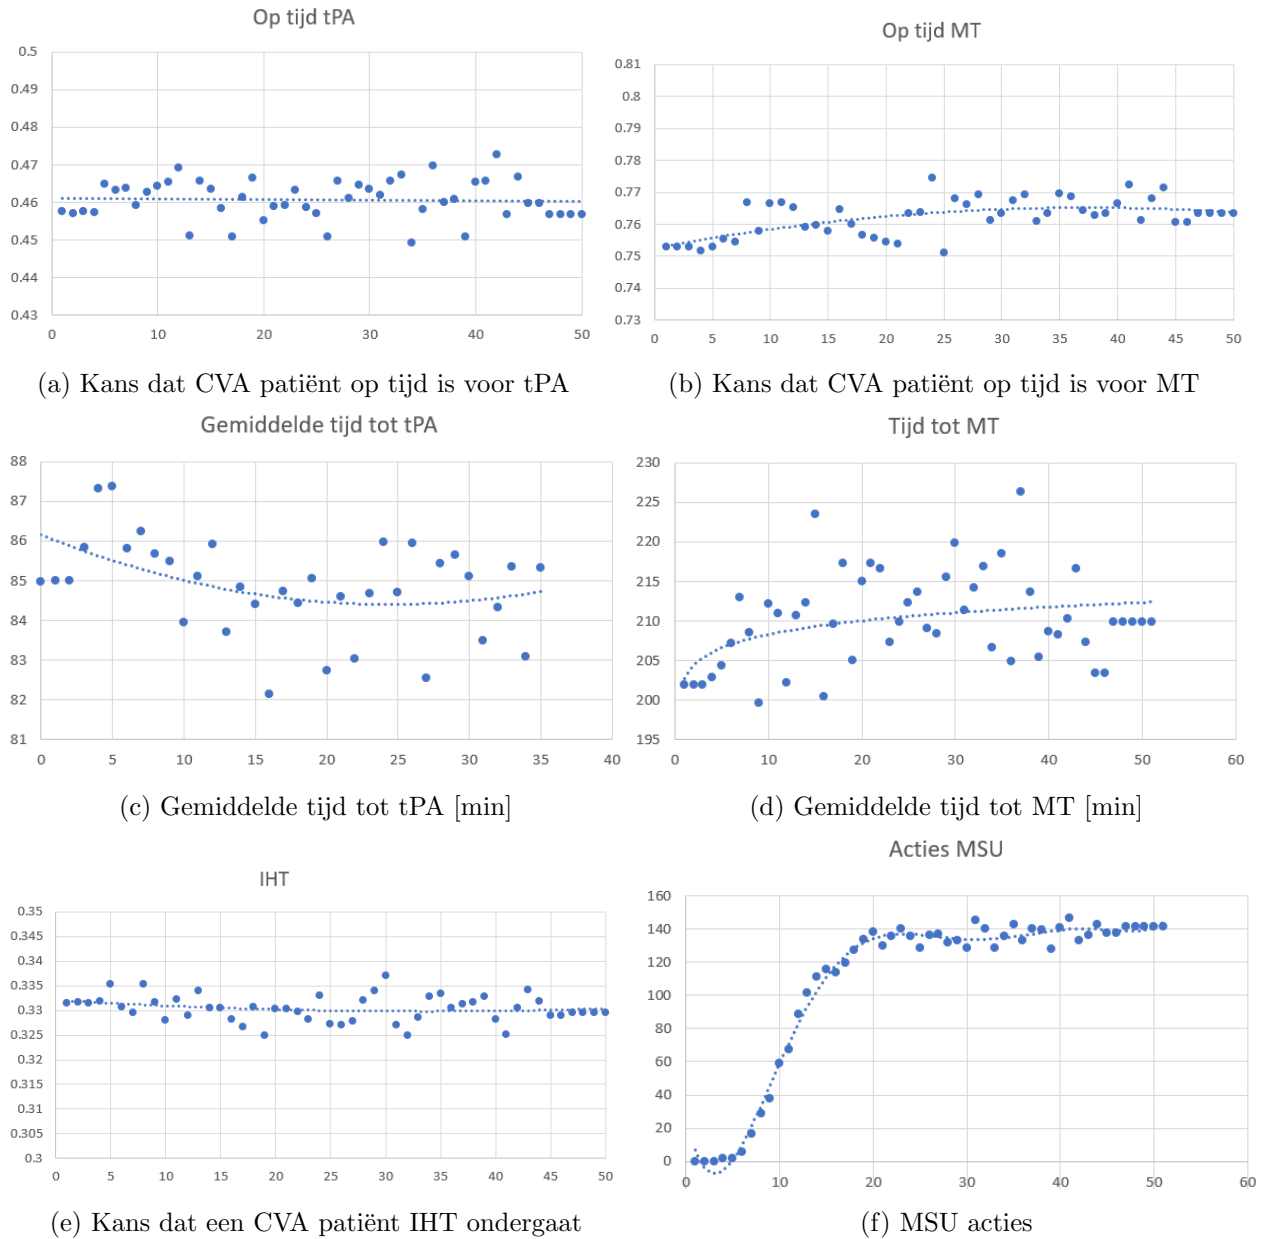 Op tijd tPA
0.5
0.49
0.48
0.47
0.46
0.45
0.44
0.43
0 10 20 30 40 50
(a) Kans dat CVA patiënt op tijd is voor tPA
Op tijd MT
0.81
0.8
0.79
0.78
0.77
0.76
0.75
0.74
0.73
0 5 10 15 20 25 30 35 40 45 50
(b) Kans dat CVA patiënt op tijd is voor MT
Gemiddelde tijd tot tPA
88
87
86
85
84
83
82
81
0 5 10 15 20 25 30 35 40
(c) Gemiddelde tijd tot tPA [min]
Tijd tot MT
230
225
220
215
210
205
200
195
0 10 20 30 40 50 60
(d) Gemiddelde tijd tot MT [min]
IHT
0.35
0.345
0.34
0.335
0.33
0.325
0.32
0.315
0.31
0.305
0.3
0 5 10 15 20 25 30 35 40 45 50
(e) Kans dat een CVA patiënt IHT ondergaat
Acties MSU
160
140
120
100
80
60
40
20
0
0 10 20 30 40 50 60
(f) MSU acties